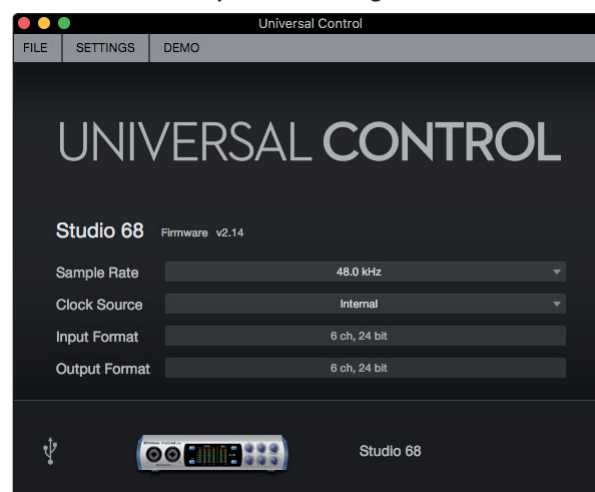 Universal Control
FILE SETTINGS DEMO
UNIVERSAL CONTROL
Studio 68 Firmware v2.14
Sample Rate 48.0 kHz
Clock Source Internal
Input Format 6 ch, 24 bit
Output Format 6 ch, 24 bit
Studio 68